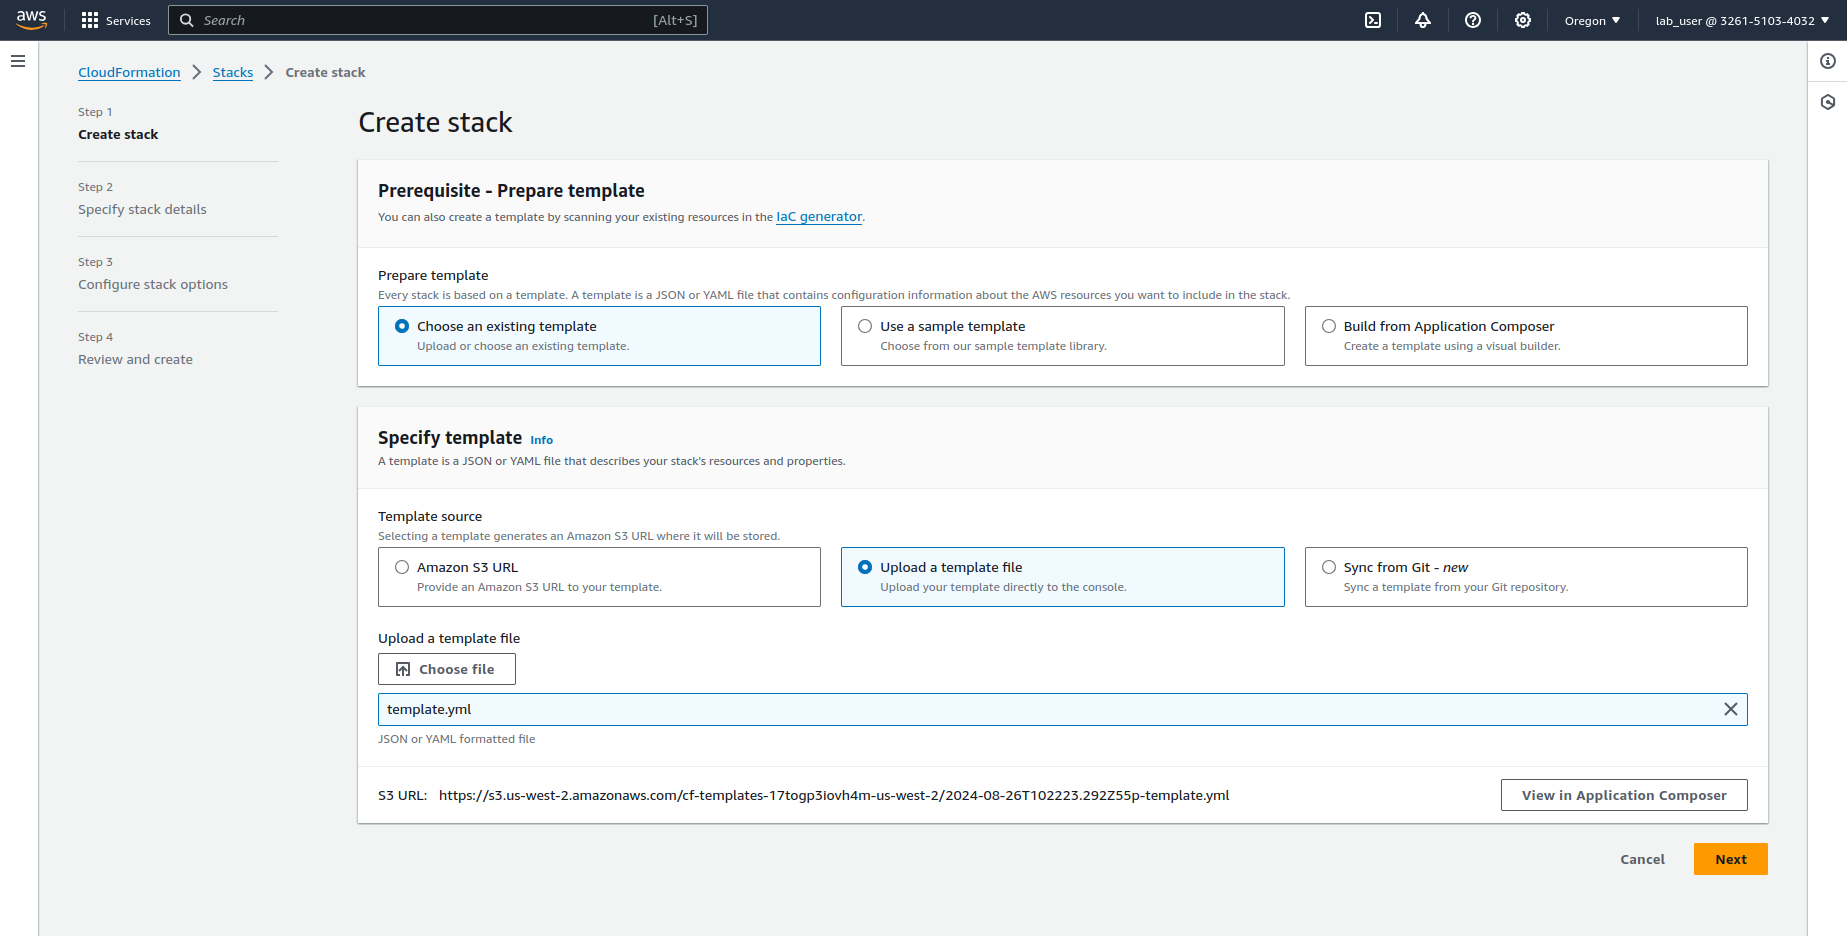 aws
Services
Search [Alt+S]
Oregon
lab_user @ 3261-5103-4032
CloudFormation
Stacks
Create stack
Step 1
Create stack
Step 2
Specify stack details
Step 3
Configure stack options
Step 4
Review and create
Create stack
Prerequisite - Prepare template
You can also create a template by scanning your existing resources in the IaC generator.
Prepare template
Every stack is based on a template. A template is a JSON or YAML file that contains configuration information about the AWS resources you want to include in the stack.
Choose an existing template
Upload or choose an existing template.
Use a sample template
Choose from our sample template library.
Build from Application Composer
Create a template using a visual builder.
Specify template Info
A template is a JSON or YAML file that describes your stack's resources and properties.
Template source
Selecting a template generates an Amazon S3 URL where it will be stored.
Amazon S3 URL
Provide an Amazon S3 URL to your template.
Upload a template file
Upload your template directly to the console.
Sync from Git - new
Sync a template from your Git repository.
Upload a template file
Choose file
template.yml
JSON or YAML formatted file
S3 URL: https://s3.us-west-2.amazonaws.com/cf-templates-17togp3iovh4m-us-west-2/2024-08-26T102223.292Z55p-template.yml
View in Application Composer
Cancel
Next